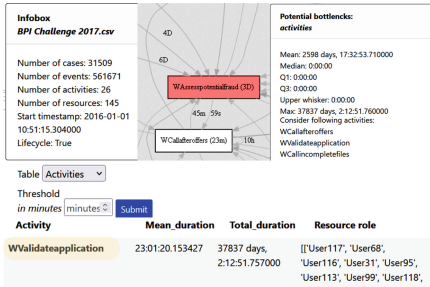 Infobox
BPI Challenge 2017.csv
Number of cases: 31509
Number of events: 561671
Number of activities: 26
Number of resources: 145
Start timestamp: 2016-01-01
10:51:15.304000
Lifecycle: True
4D
6D
WAssesspotentialfraud (3D)
45m 59s
WCallafteroffers (23m)
10h
Potential bottlencks:
activities
Mean: 2598 days, 17:32:53.710000
Median: 0:00:00
Q1: 0:00:00
Q3: 0:00:00
Upper whisker: 0:00:00
Max: 37837 days, 2:12:51.760000
Consider following activities:
WCallafteroffers
WValidateapplication
WCallincompletefiles
Table Activities
Threshold
in minutes minutes Submit
Activity Mean_duration Total_duration Resource role
WValidateapplication 23:01:20.153427 37837 days, [['User117', 'User68',
2:12:51.757000 'User116', 'User31', 'User95',
'User113', 'User99', 'User118',